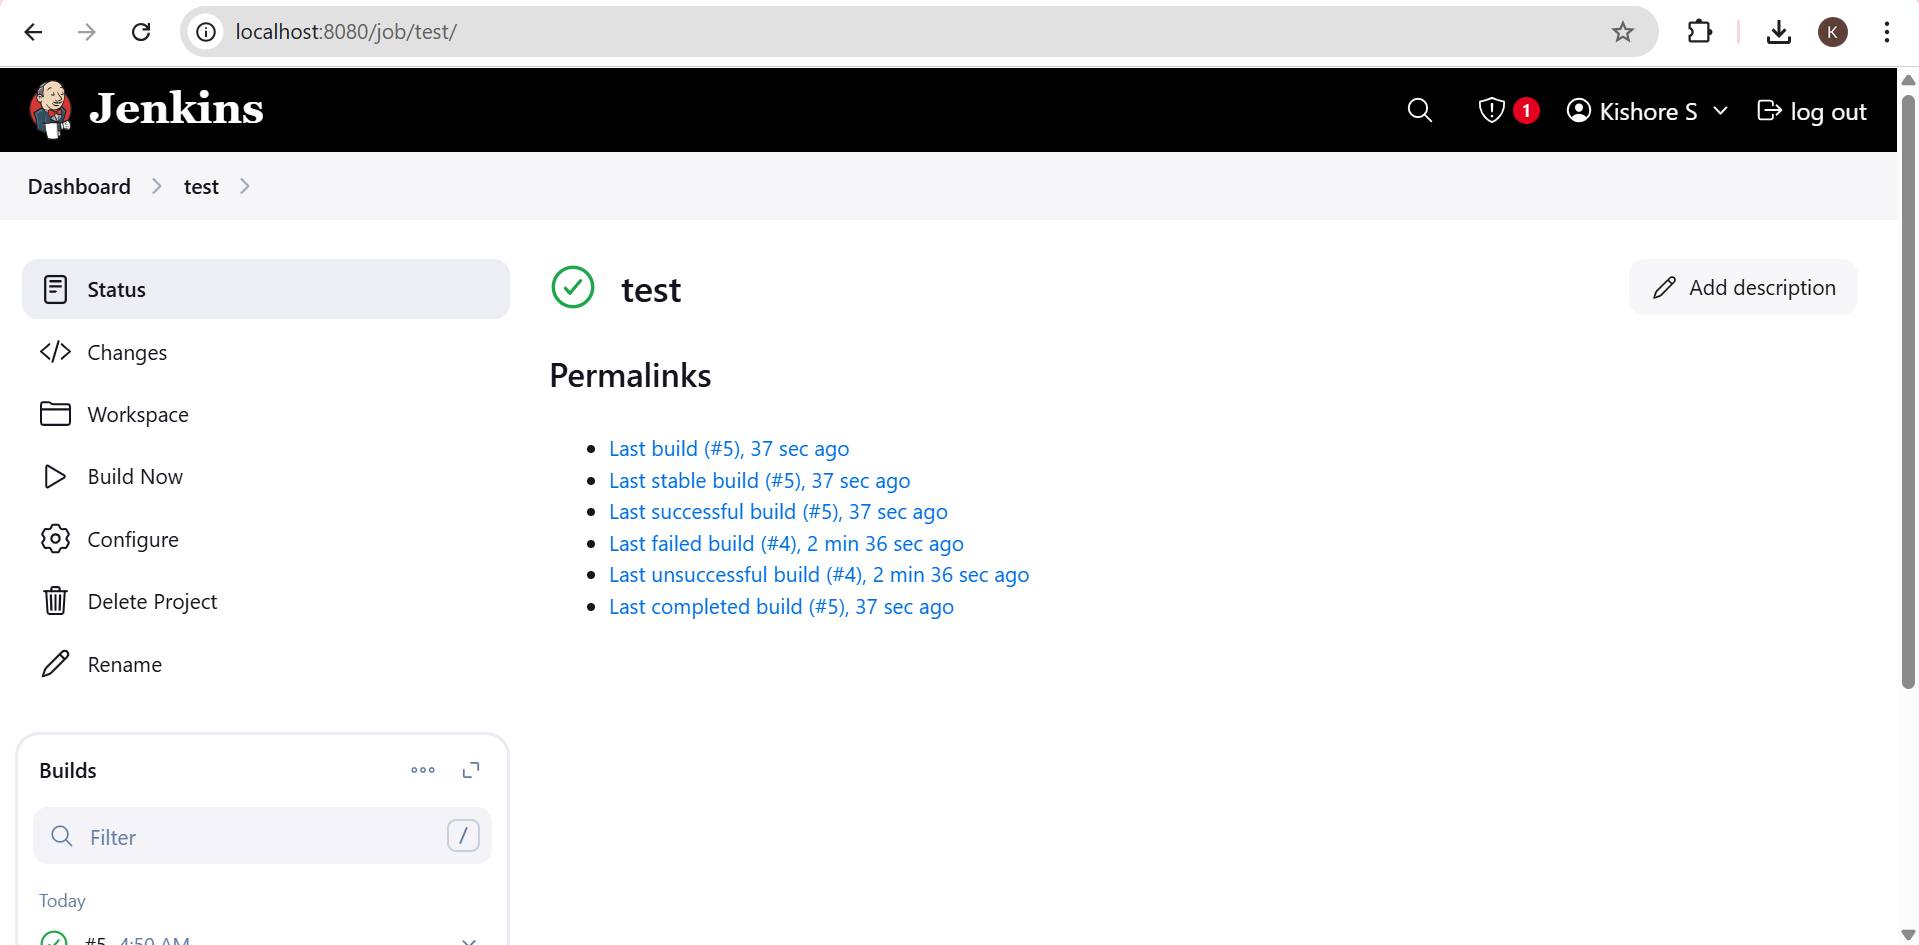 localhost:8080/job/test/
K
Jenkins
1
Kishore S
log out
Dashboard
test
Status
Changes
Workspace
Build Now
Configure
Delete Project
Rename
test
Add description
Permalinks
Last build (#5), 37 sec ago
Last stable build (#5), 37 sec ago
Last successful build (#5), 37 sec ago
Last failed build (#4), 2 min 36 sec ago
Last unsuccessful build (#4), 2 min 36 sec ago
Last completed build (#5), 37 sec ago
Builds
Filter /
Today
#5 4:50 AM